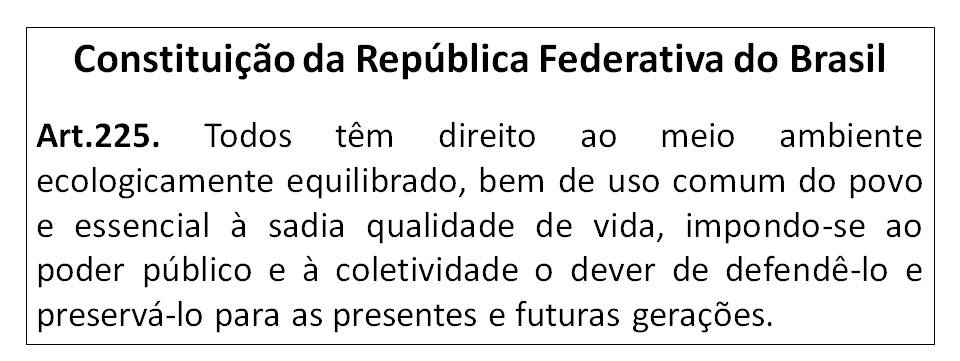 Constituição da República Federativa do Brasil
Art.225. Todos têm direito ao meio ambiente
ecologicamente equilibrado, bem de uso comum do povo
e essencial à sadia qualidade de vida, impondo-se ao
poder público e à coletividade o dever de defendê-lo e
preservá-lo para as presentes e futuras gerações.